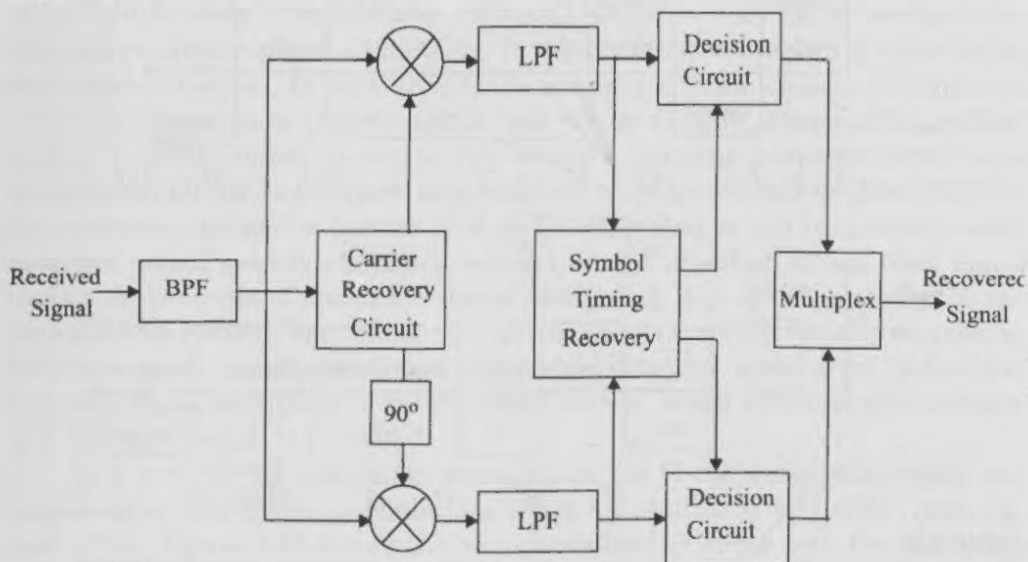 LPF
Decision
Circuit
Received
Signal
BPF
Carrier
Recovery
Circuit
Symbol
Timing
Recovery
Multiplex
Recovered
Signal
90°
LPF
Decision
Circuit